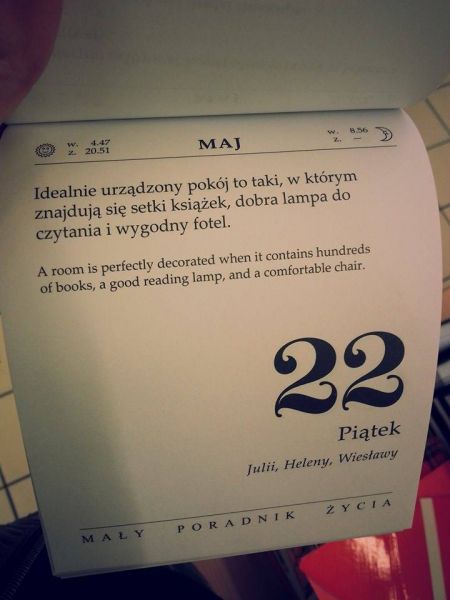 w. 4.47
z. 20.51
MAJ
w. 8.56
z. —
Idealnie urządzony pokój to taki, w którym
znajdują się setki książek, dobra lampa do
czytania i wygodny fotel.
A room is perfectly decorated when it contains hundreds
of books, a good reading lamp, and a comfortable chair.
22
Piątek
Julii, Heleny, Wiesławy
MAŁY PORADNIK ŻYCIA